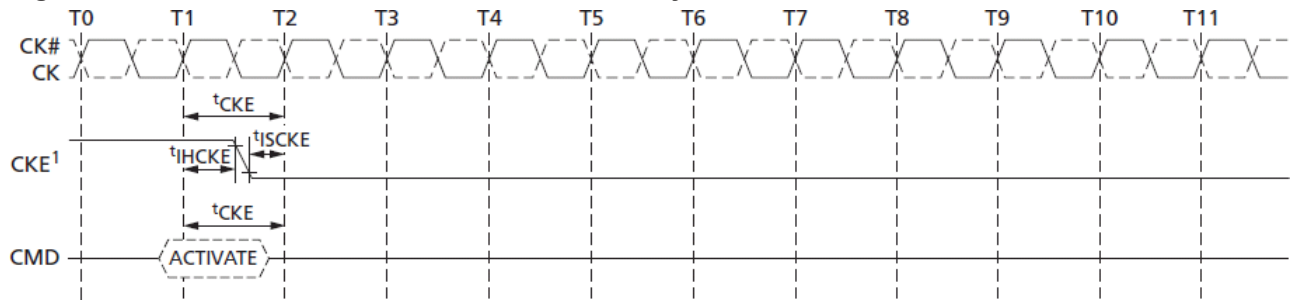 T0 T1 T2 T3 T4 T5 T6 T7 T8 T9 T10 T11
CK#
CK
tCKE
tISCKE
CKE1
tIHCKE
tCKE
CMD
ACTIVATE